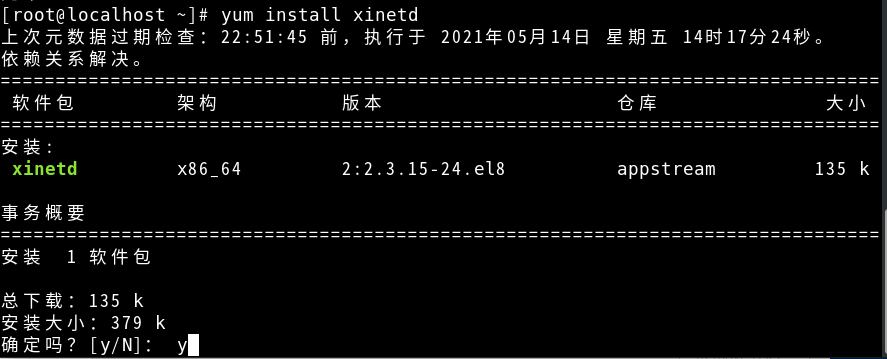 [root@localhost ~]# yum install xinetd
上次元数据过期检查：22:51:45 前，执行于 2021年05月14日 星期五 14时17分24秒。
依赖关系解决。
================================================================================
软件包 架构 版本 仓库 大小
================================================================================
安装:
xinetd x86_64 2:2.3.15-24.el8 appstream 135 k
事务概要
================================================================================
安装 1 软件包
总下载：135 k
安装大小：379 k
确定吗？[y/N]： y